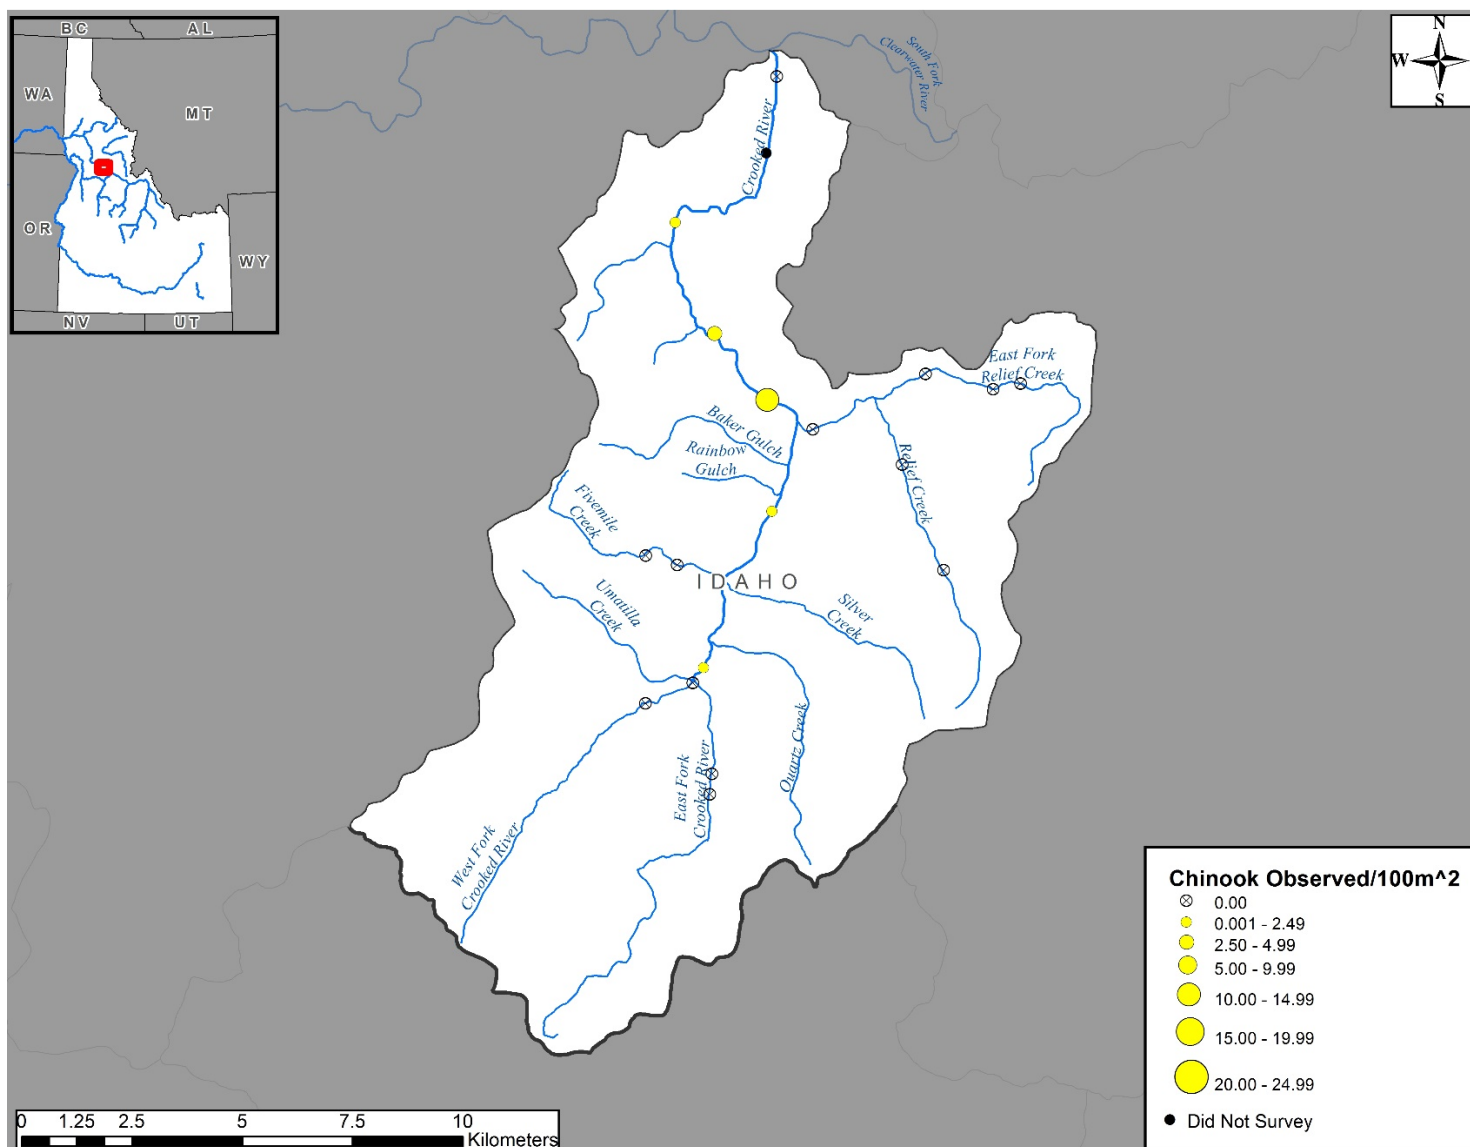 BC
AL
WA
MT
OR
WY
NV
UT
N
W
S
South Fork
Clearwater River
Crooked River
East Fork
Relief Creek
Baker Gulch
Rainbow
Gulch
Relief Creek
Fivemile
Creek
IDAHO
Umatilla
Creek
Silver
Creek
Quartz Creek
East Fork
Crooked River
West Fork
Crooked River
Chinook Observed/100m^2
0.00
0.001 - 2.49
2.50 - 4.99
5.00 - 9.99
10.00 - 14.99
15.00 - 19.99
20.00 - 24.99
Did Not Survey
0 1.25 2.5 5 7.5 10
Kilometers